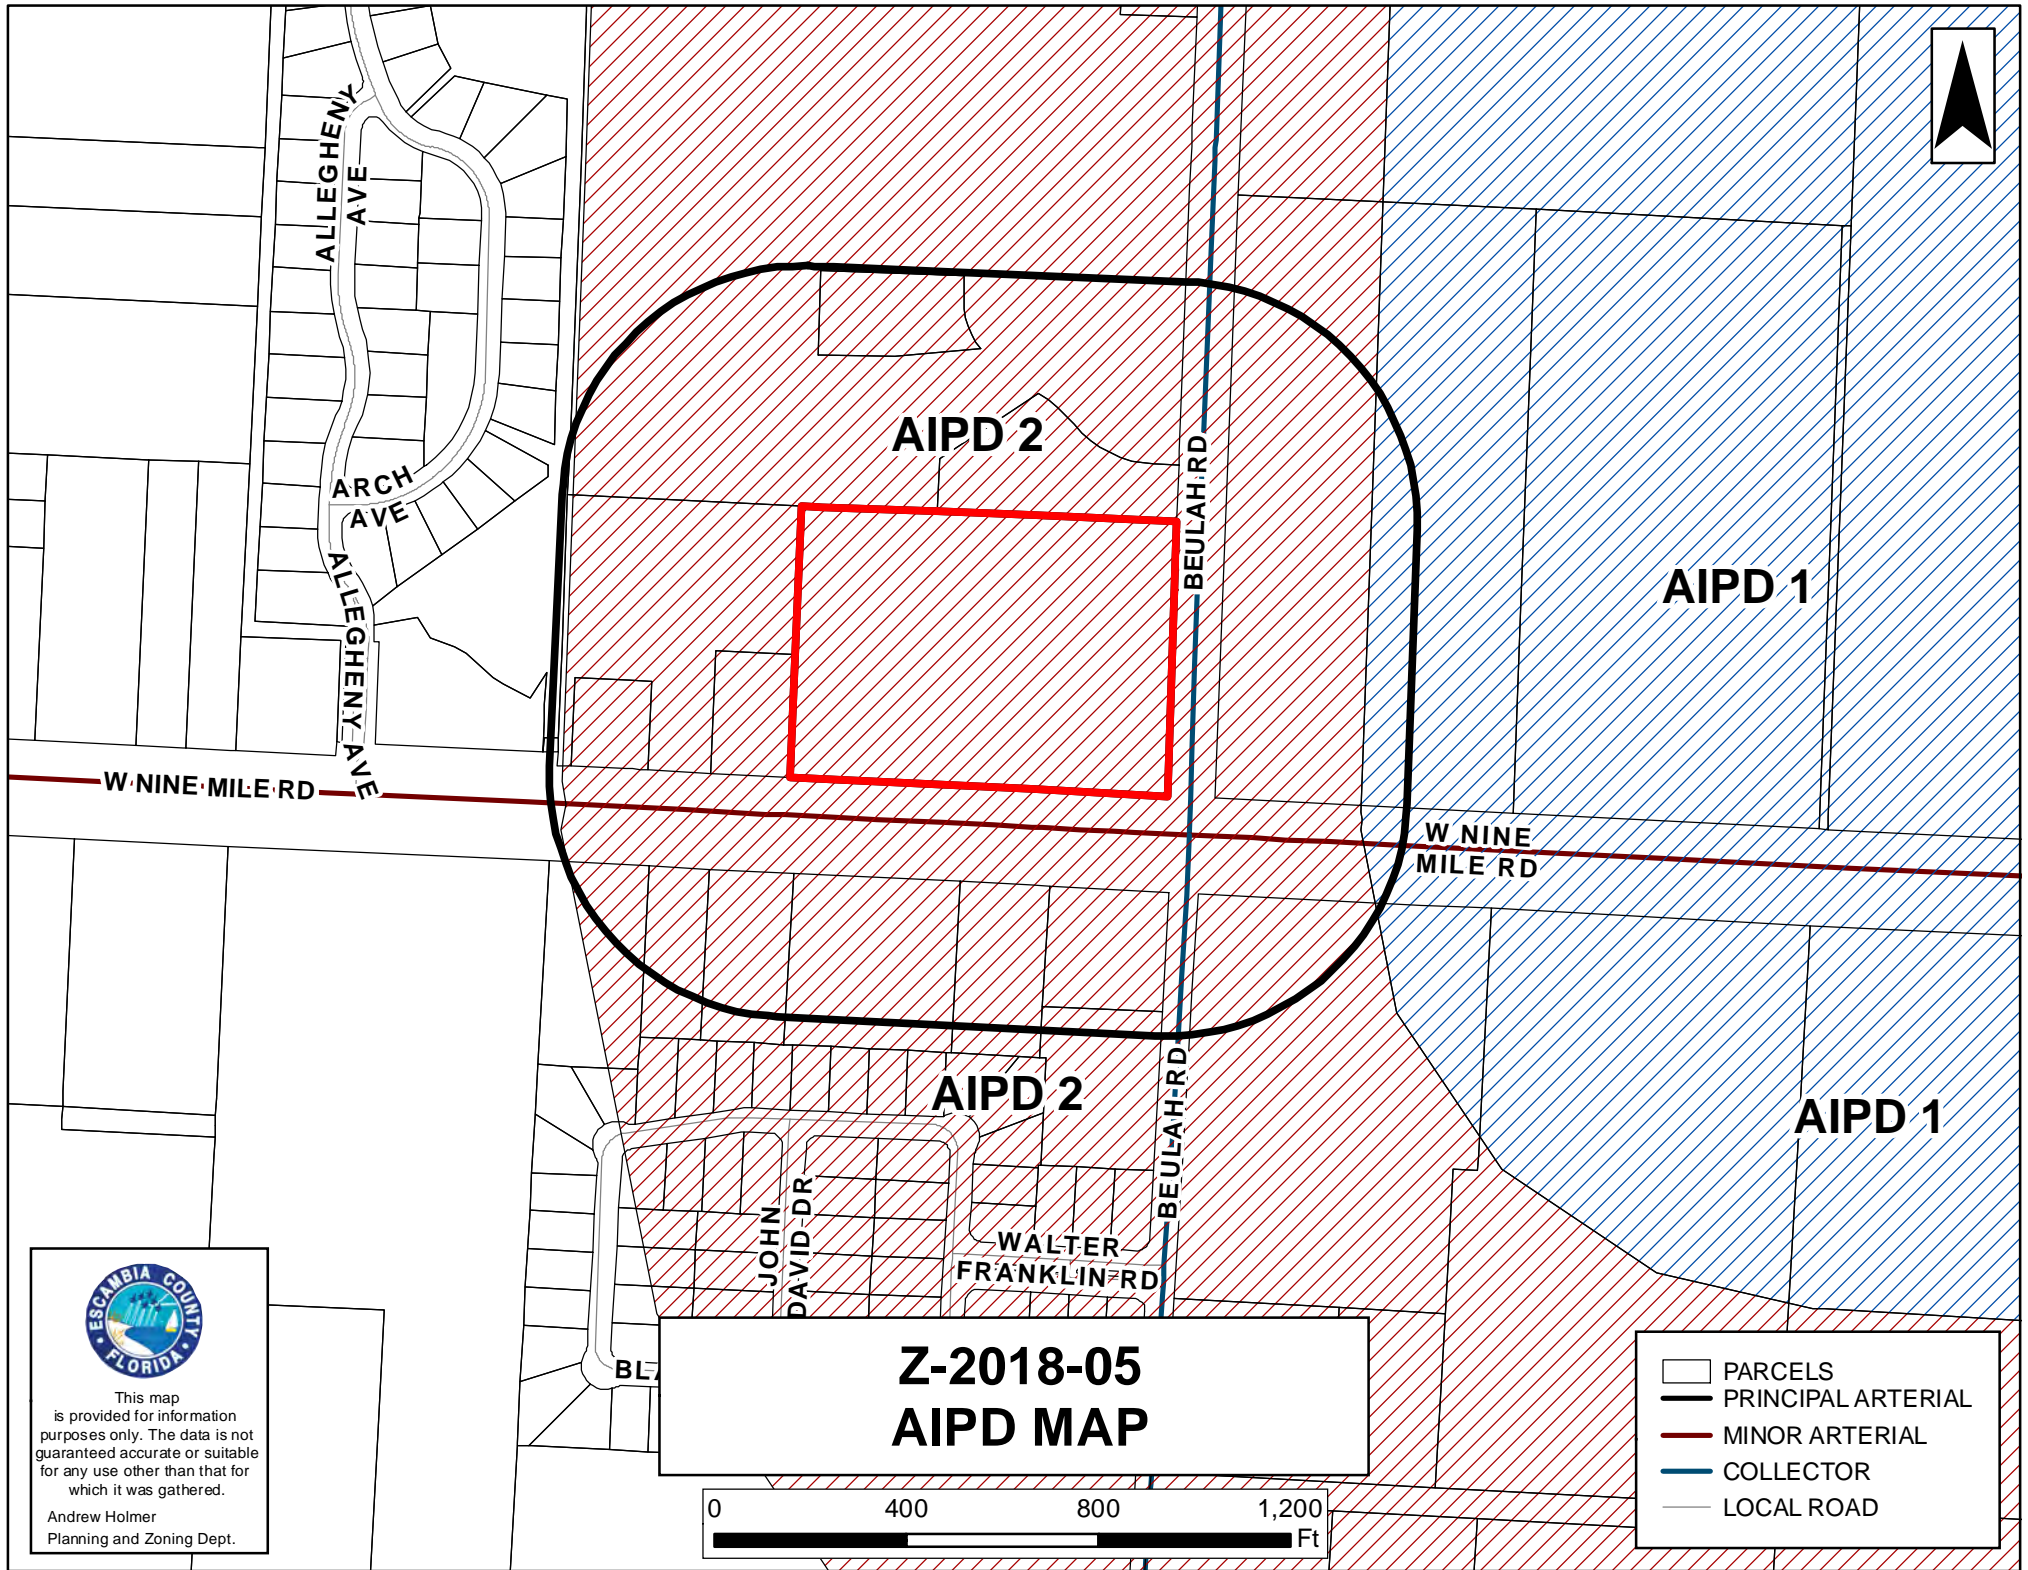 ALLEGHENY
AVE
AIPD 2
BEULAH RD
ARCH
AVE
ALLEGHENY AVE
AIPD 1
W NINE MILE RD
W NINE
MILE RD
AIPD 2
BEULAH RD
AIPD 1
JOHN
DAVID DR
WALTER
FRANKLIN RD
ESCAMBIA COUNTY
FLORIDA
This map
is provided for information
purposes only. The data is not
guaranteed accurate or suitable
for any use other than that for
which it was gathered.
Andrew Holmer
Planning and Zoning Dept.
Z-2018-05
AIPD MAP
0 400 800 1,200
Ft
PARCELS
PRINCIPAL ARTERIAL
MINOR ARTERIAL
COLLECTOR
LOCAL ROAD